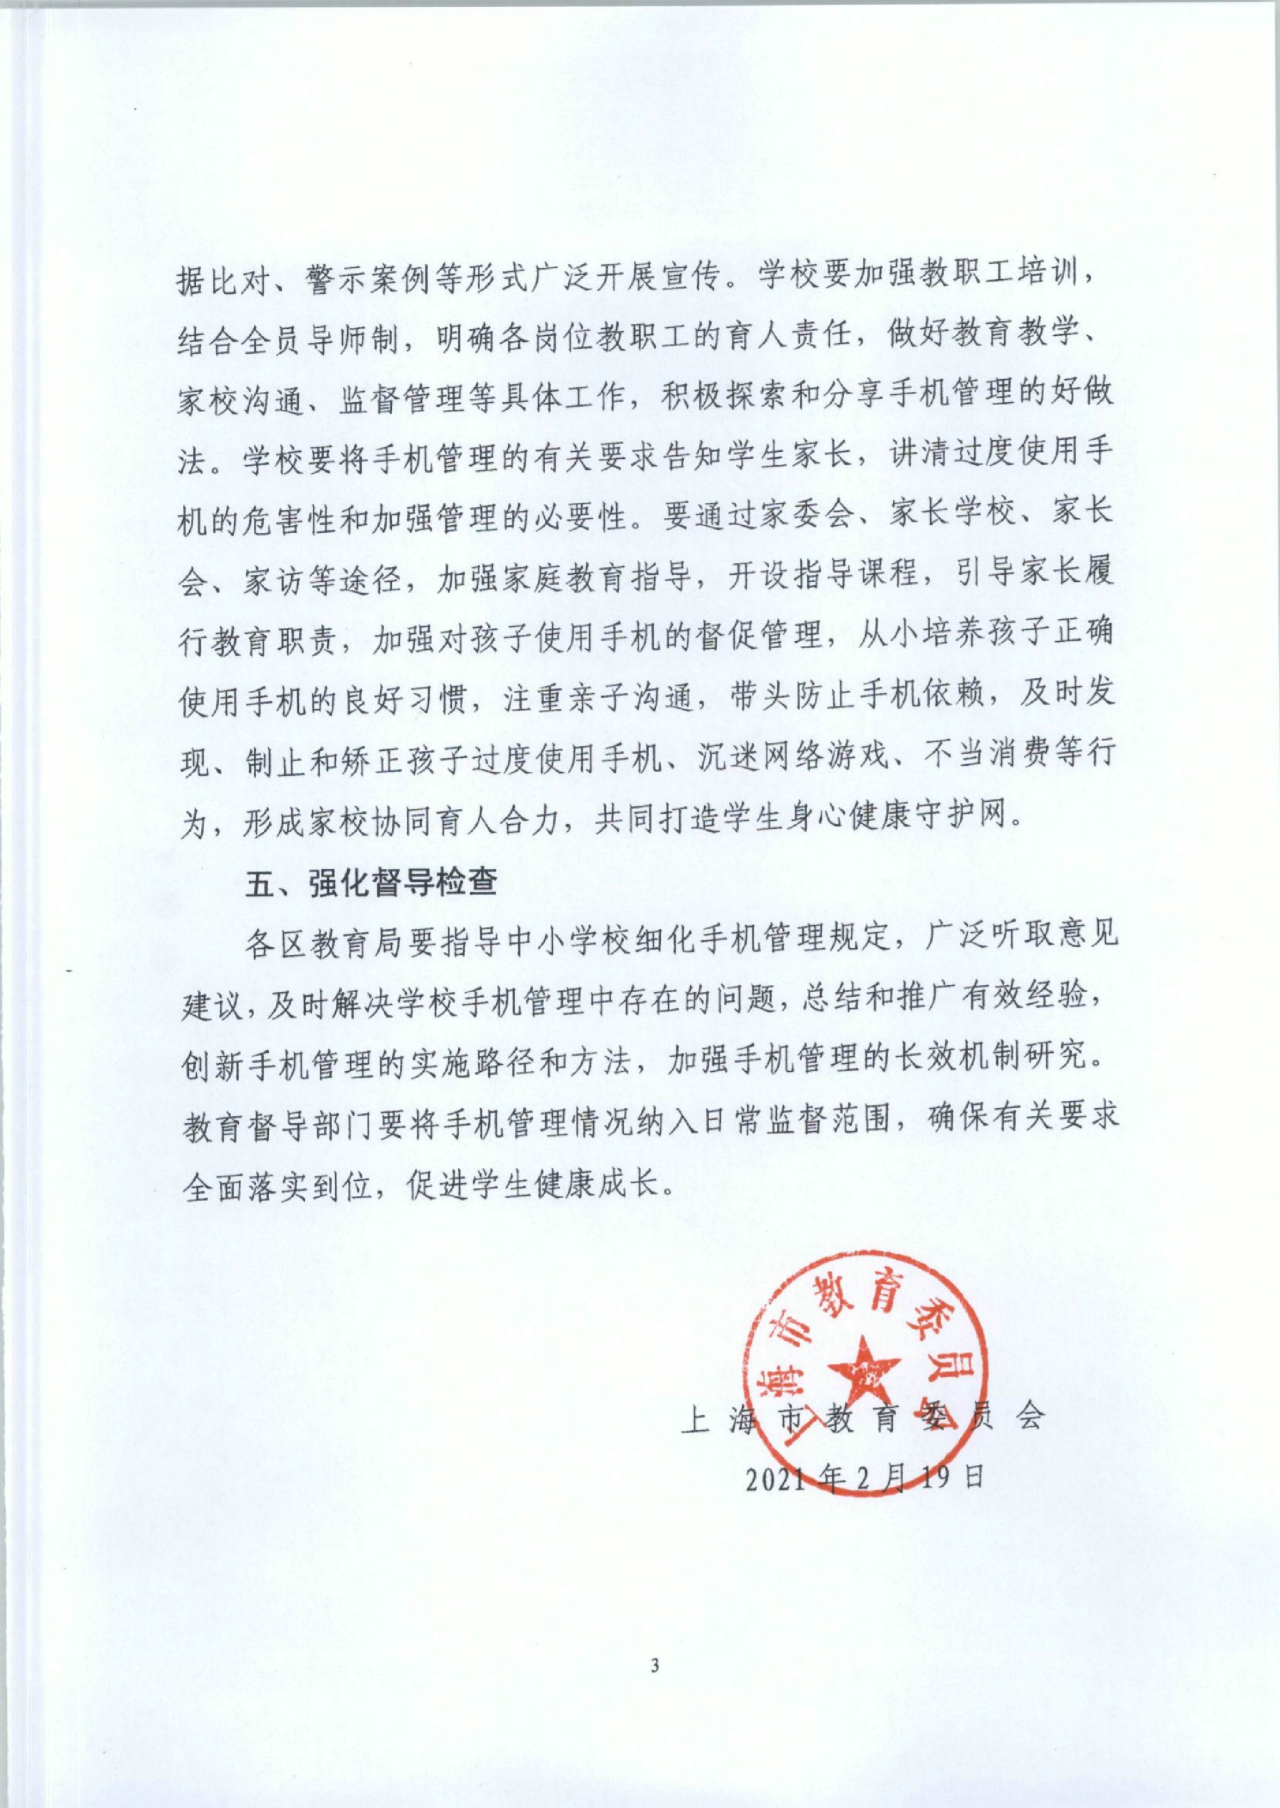 据比对、警示案例等形式广泛开展宣传。学校要加强教职工培训，
结合全员导师制，明确各岗位教职工的育人责任，做好教育教学、
家校沟通、监督管理等具体工作，积极探索和分享手机管理的好做
法。学校要将手机管理的有关要求告知学生家长，讲清过度使用手
机的危害性和加强管理的必要性。要通过家委会、家长学校、家长
会、家访等途径，加强家庭教育指导，开设指导课程，引导家长履
行教育职责，加强对孩子使用手机的督促管理，从小培养孩子正确
使用手机的良好习惯，注重亲子沟通，带头防止手机依赖，及时发
现、制止和矫正孩子过度使用手机、沉迷网络游戏、不当消费等行
为，形成家校协同育人合力，共同打造学生身心健康守护网。
五、强化督导检查
各区教育局要指导中小学校细化手机管理规定，广泛听取意见
建议，及时解决学校手机管理中存在的问题，总结和推广有效经验，
创新手机管理的实施路径和方法，加强手机管理的长效机制研究。
教育督导部门要将手机管理情况纳入日常监督范围，确保有关要求
全面落实到位，促进学生健康成长。
上海市教育委员会
上海市教育委员会
2021年2月19日
3